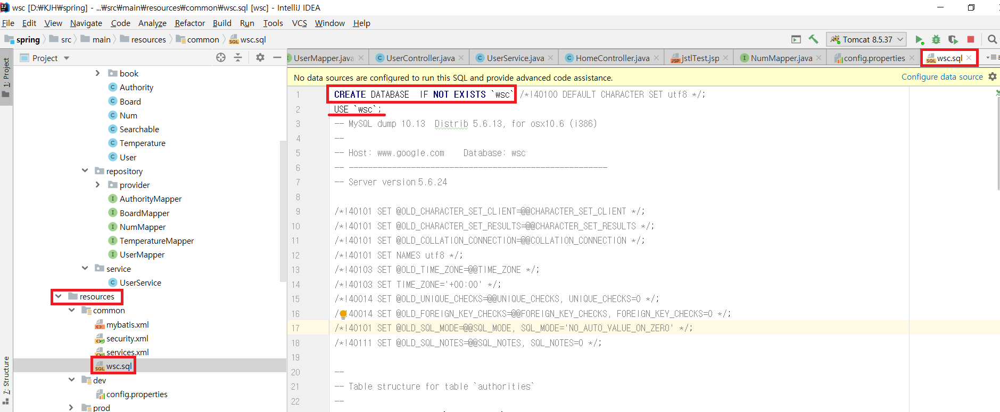 wsc [D:₩KJH₩spring] - ...₩src₩main₩resources₩common₩wsc.sql [wsc] - IntelliJ IDEA
File Edit View Navigate Code Analyze Refactor Build Run Tools VCS Window Help
spring src main resources common wsc.sql Tomcat 8.5.37
Project UserMapper.java UserController.java UserService.java HomeController.java jstlTest.jsp NumMapper.java config.properties wsc.sql
1: Project
7: Structure
book
Authority
Board
Num
Searchable
Temperature
User
repository
provider
AuthorityMapper
BoardMapper
NumMapper
TemperatureMapper
UserMapper
service
UserService
resources
common
mybatis.xml
security.xml
services.xml
wsc.sql
dev
config.properties
prod
No data sources are configured to run this SQL and provide advanced code assistance. Configure data source
1 CREATE DATABASE  IF NOT EXISTS `wsc` /*!40100 DEFAULT CHARACTER SET utf8 */;
2 USE `wsc`;
3 -- MySQL dump 10.13  Distrib 5.6.13, for osx10.6 (i386)
4 --
5 -- Host: www.google.com    Database: wsc
6 -- ------------------------------------------------------
7 -- Server version 5.6.24
8
9 /*!40101 SET @OLD_CHARACTER_SET_CLIENT=@@CHARACTER_SET_CLIENT */;
10 /*!40101 SET @OLD_CHARACTER_SET_RESULTS=@@CHARACTER_SET_RESULTS */;
11 /*!40101 SET @OLD_COLLATION_CONNECTION=@@COLLATION_CONNECTION */;
12 /*!40101 SET NAMES utf8 */;
13 /*!40103 SET @OLD_TIME_ZONE=@@TIME_ZONE */;
14 /*!40103 SET TIME_ZONE='+00:00' */;
15 /*!40014 SET @OLD_UNIQUE_CHECKS=@@UNIQUE_CHECKS, UNIQUE_CHECKS=0 */;
16 /*!40014 SET @OLD_FOREIGN_KEY_CHECKS=@@FOREIGN_KEY_CHECKS, FOREIGN_KEY_CHECKS=0 */;
17 /*!40101 SET @OLD_SQL_MODE=@@SQL_MODE, SQL_MODE='NO_AUTO_VALUE_ON_ZERO' */;
18 /*!40111 SET @OLD_SQL_NOTES=@@SQL_NOTES, SQL_NOTES=0 */;
19
20 --
21 -- Table structure for table `authorities`
22 --